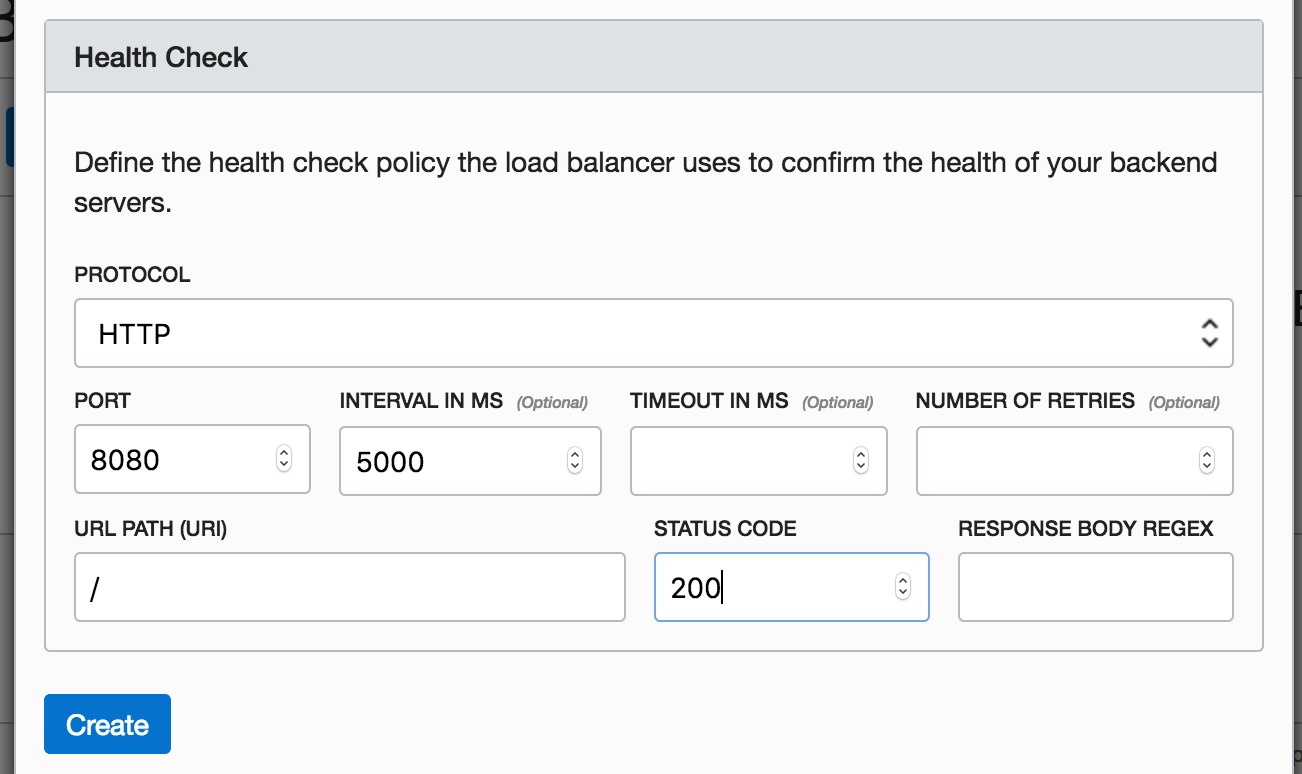 Health Check
Define the health check policy the load balancer uses to confirm the health of your backend
servers.
PROTOCOL
HTTP
PORT
INTERVAL IN MS (Optional)
TIMEOUT IN MS (Optional)
NUMBER OF RETRIES (Optional)
8080
5000
URL PATH (URI)
STATUS CODE
RESPONSE BODY REGEX
/
200
Create